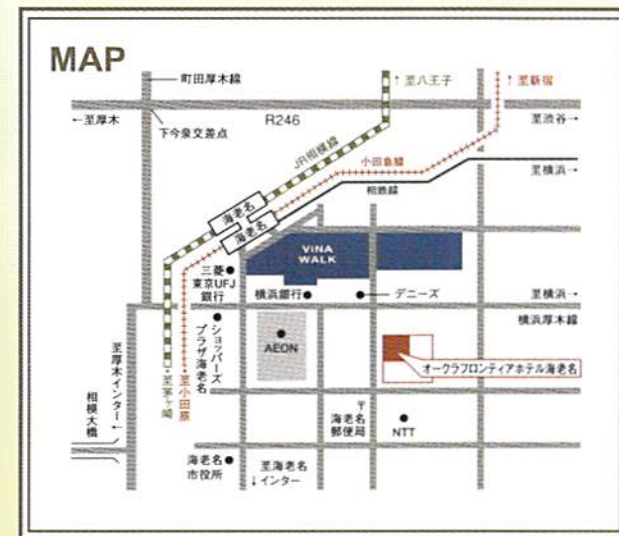 MAP
町田厚木線
↑至八王子
↑至新宿
←至厚木
R246
至渋谷→
下今泉交差点
JR相模線
小田急線
相鉄線
至横浜→
海老名
海老名
ViNA
WALK
三菱
東京UFJ
銀行
横浜銀行
デニーズ
至横浜→
横浜厚木線
ショッパーズ
プラザ海老名
AEON
オークラフロンティアホテル海老名
至厚木インター←
相模大橋
←至茅ヶ崎
←至小田原
〒
海老名
郵便局
NTT
海老名
市役所
至海老名
↓インター